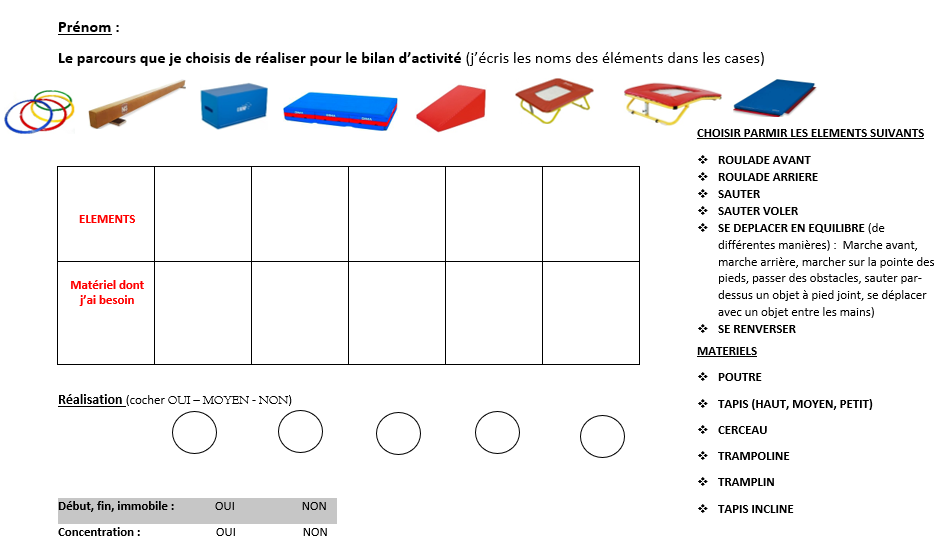 Prénom :
Le parcours que je choisis de réaliser pour le bilan d’activité (j’écris les noms des éléments dans les cases)
CHOISIR PARMIR LES ELEMENTS SUIVANTS
❖ ROULADE AVANT
❖ ROULADE ARRIERE
❖ SAUTER
❖ SAUTER VOLER
❖ SE DEPLACER EN EQUILIBRE (de
différentes manières) : Marche avant,
marche arrière, marcher sur la pointe des
pieds, passer des obstacles, sauter par-
dessus un objet à pied joint, se déplacer
avec un objet entre les mains)
❖ SE RENVERSER
MATERIELS
❖ POUTRE
❖ TAPIS (HAUT, MOYEN, PETIT)
❖ CERCEAU
❖ TRAMPOLINE
❖ TRAMPLIN
❖ TAPIS INCLINE
ELEMENTS
Matériel dont
j’ai besoin
Réalisation (cocher OUI – MOYEN - NON)
Début, fin, immobile : OUI NON
Concentration : OUI NON